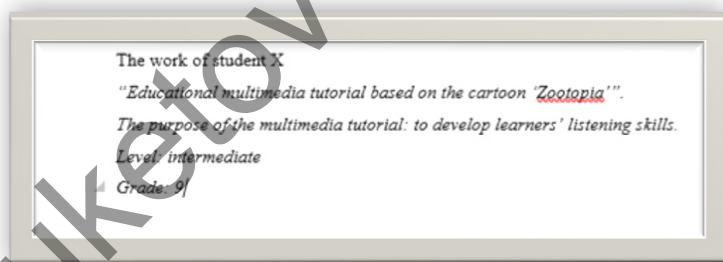 The work of student X
“Educational multimedia tutorial based on the cartoon ‘Zootopia’”.
The purpose of the multimedia tutorial: to develop learners’ listening skills.
Level: intermediate
Grade: 9